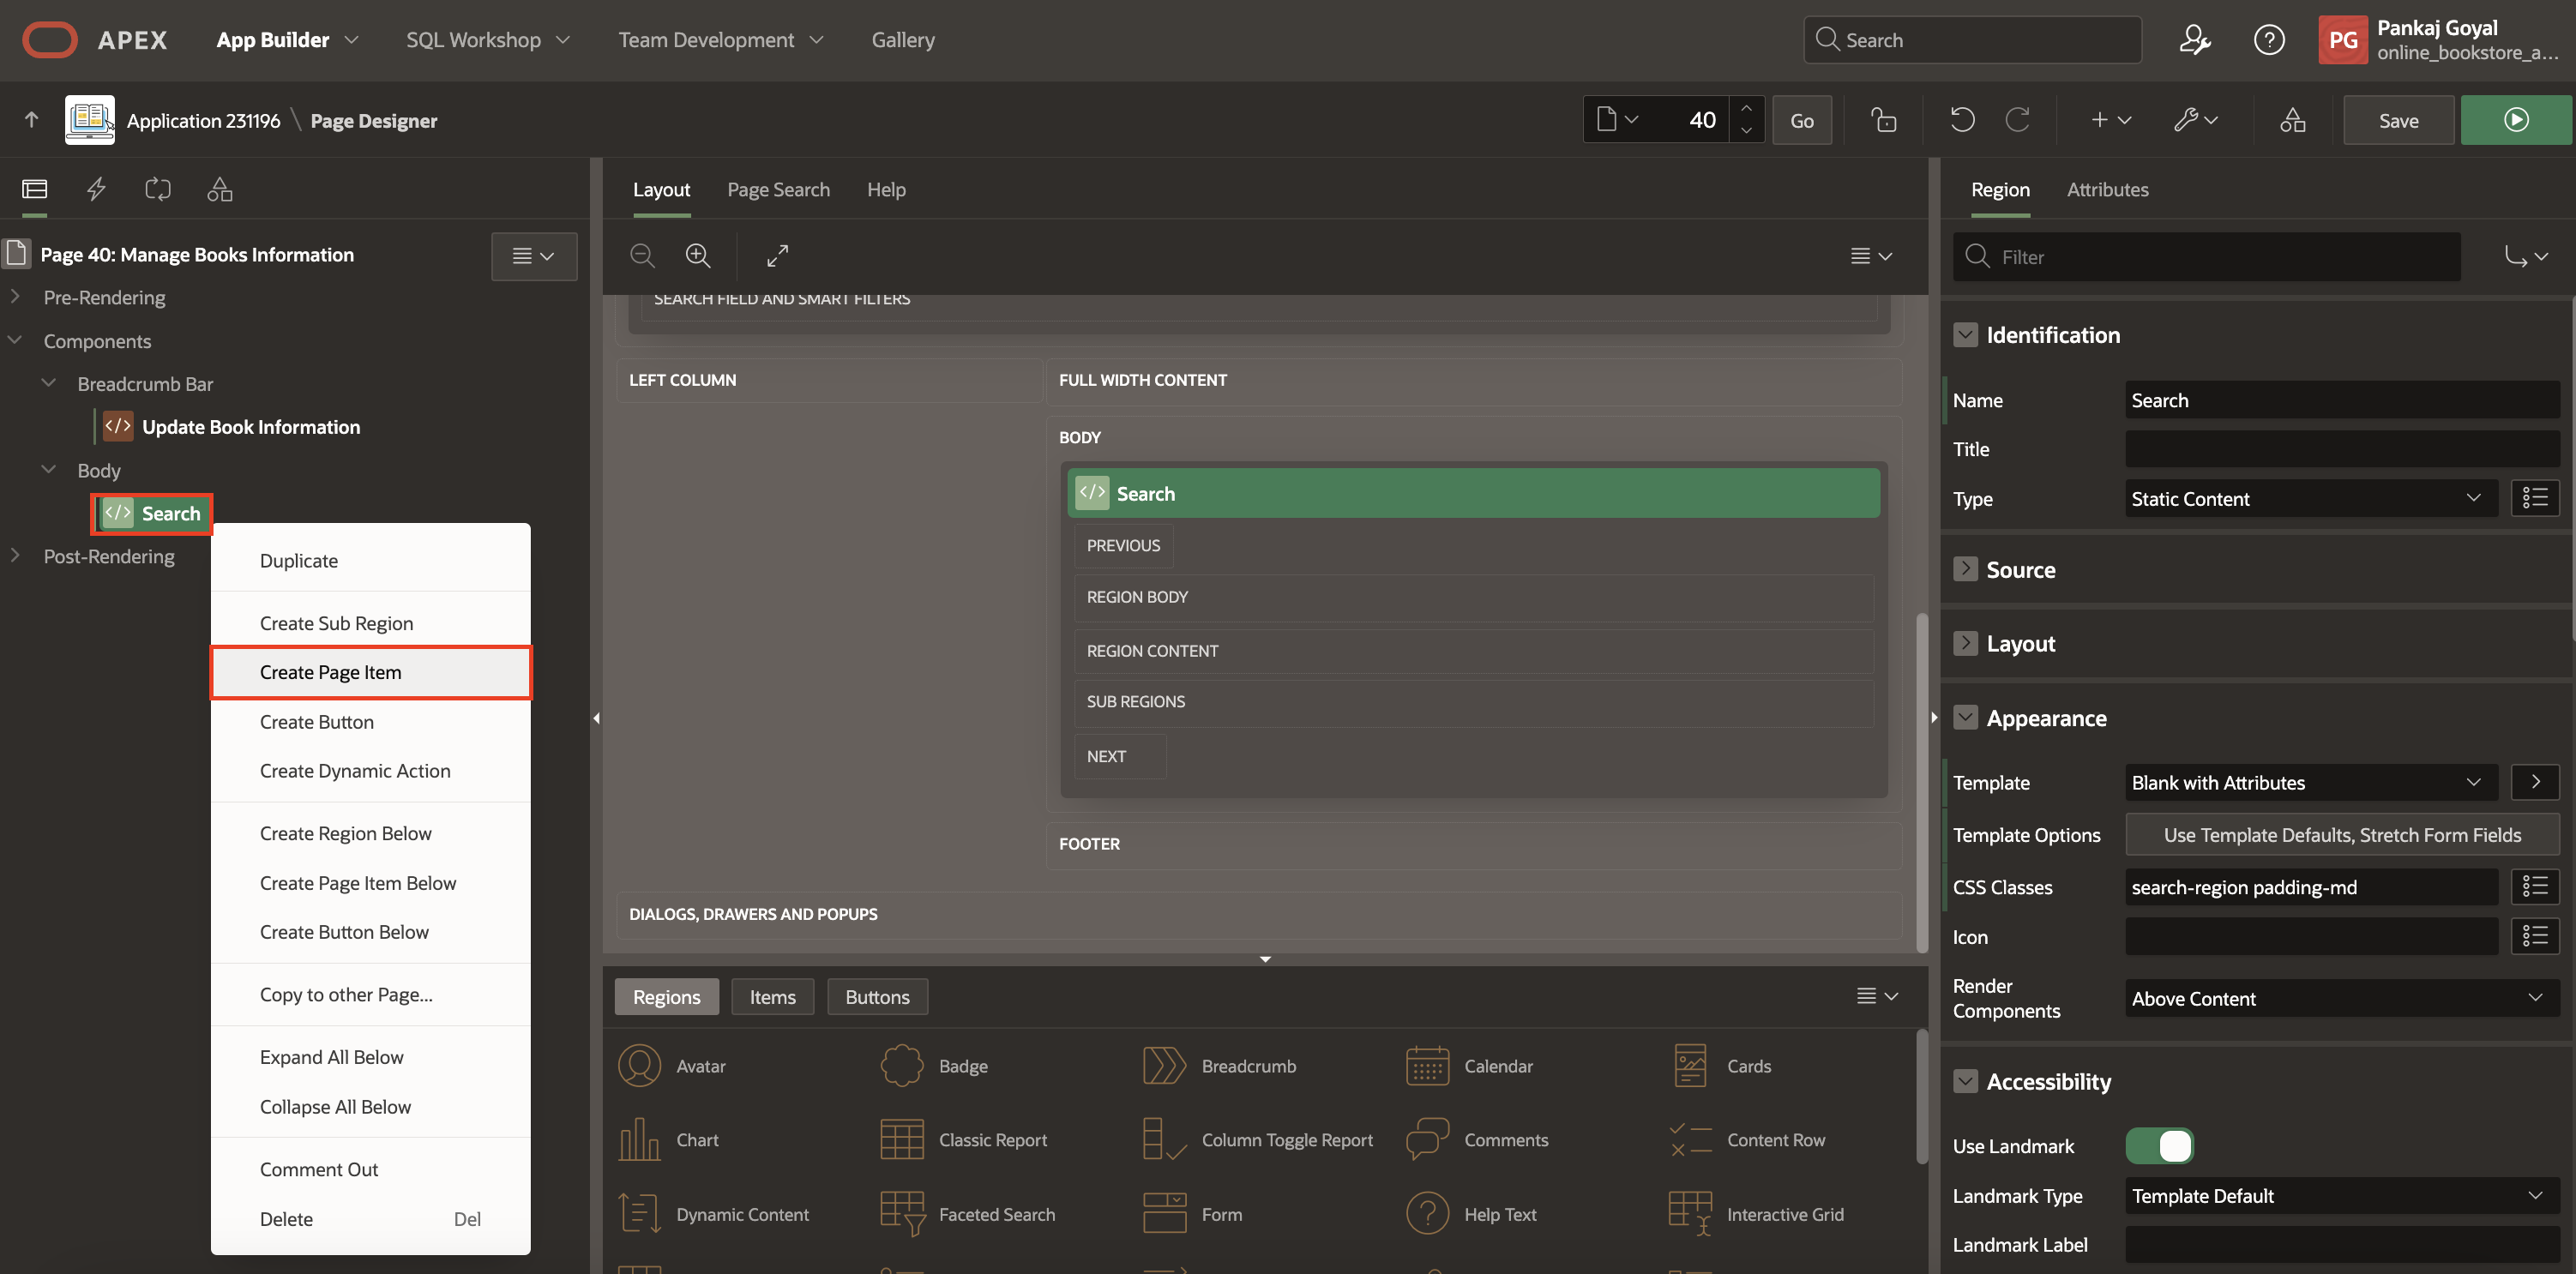 APEX
App Builder
SQL Workshop
Team Development
Gallery
Search
PG
Pankaj Goyal
online_bookstore_a...
Application 231196 \ Page Designer
40
Go
Save
Page 40: Manage Books Information
Pre-Rendering
Components
Breadcrumb Bar
</> Update Book Information
Body
</> Search
Post-Rendering
Duplicate
Create Sub Region
Create Page Item
Create Button
Create Dynamic Action
Create Region Below
Create Page Item Below
Create Button Below
Copy to other Page...
Expand All Below
Collapse All Below
Comment Out
Delete Del
Layout
Page Search
Help
SEARCH FIELD AND SMART FILTERS
LEFT COLUMN
FULL WIDTH CONTENT
BODY
</> Search
PREVIOUS
REGION BODY
REGION CONTENT
SUB REGIONS
NEXT
FOOTER
DIALOGS, DRAWERS AND POPUPS
Regions
Items
Buttons
Avatar
Badge
Breadcrumb
Calendar
Cards
Chart
Classic Report
Column Toggle Report
Comments
Content Row
Dynamic Content
Faceted Search
Form
Help Text
Interactive Grid
Region
Attributes
Filter
Identification
Name
Search
Title
Type
Static Content
Source
Layout
Appearance
Template
Blank with Attributes
Template Options
Use Template Defaults, Stretch Form Fields
CSS Classes
search-region padding-md
Icon
Render
Components
Above Content
Accessibility
Use Landmark
Landmark Type
Template Default
Landmark Label